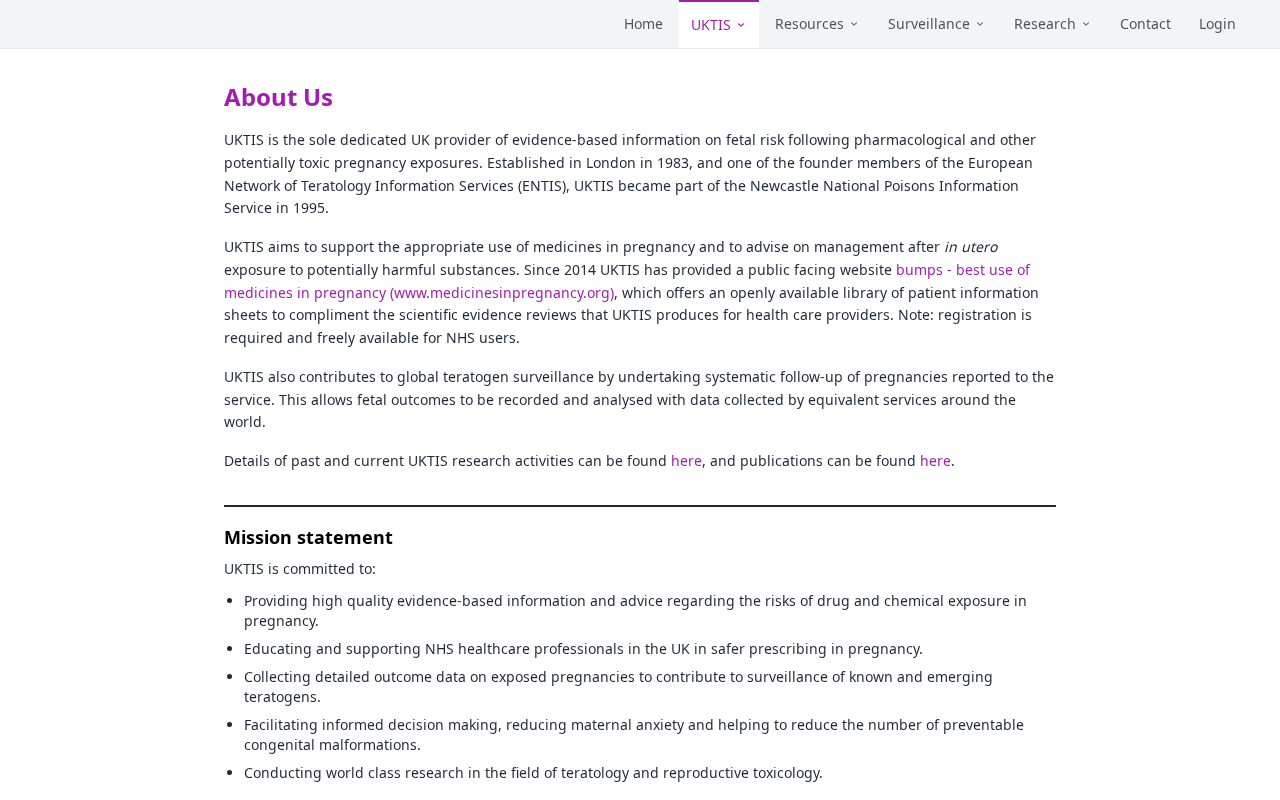 Home
UKTIS
Resources
Surveillance
Research
Contact
Login
About Us
UKTIS is the sole dedicated UK provider of evidence-based information on fetal risk following pharmacological and other
potentially toxic pregnancy exposures. Established in London in 1983, and one of the founder members of the European
Network of Teratology Information Services (ENTIS), UKTIS became part of the Newcastle National Poisons Information
Service in 1995.
UKTIS aims to support the appropriate use of medicines in pregnancy and to advise on management after in utero
exposure to potentially harmful substances. Since 2014 UKTIS has provided a public facing website bumps - best use of
medicines in pregnancy (www.medicinesinpregnancy.org), which offers an openly available library of patient information
sheets to compliment the scientific evidence reviews that UKTIS produces for health care providers. Note: registration is
required and freely available for NHS users.
UKTIS also contributes to global teratogen surveillance by undertaking systematic follow-up of pregnancies reported to the
service. This allows fetal outcomes to be recorded and analysed with data collected by equivalent services around the
world.
Details of past and current UKTIS research activities can be found here, and publications can be found here.
Mission statement
UKTIS is committed to:
• Providing high quality evidence-based information and advice regarding the risks of drug and chemical exposure in
pregnancy.
• Educating and supporting NHS healthcare professionals in the UK in safer prescribing in pregnancy.
• Collecting detailed outcome data on exposed pregnancies to contribute to surveillance of known and emerging
teratogens.
• Facilitating informed decision making, reducing maternal anxiety and helping to reduce the number of preventable
congenital malformations.
• Conducting world class research in the field of teratology and reproductive toxicology.